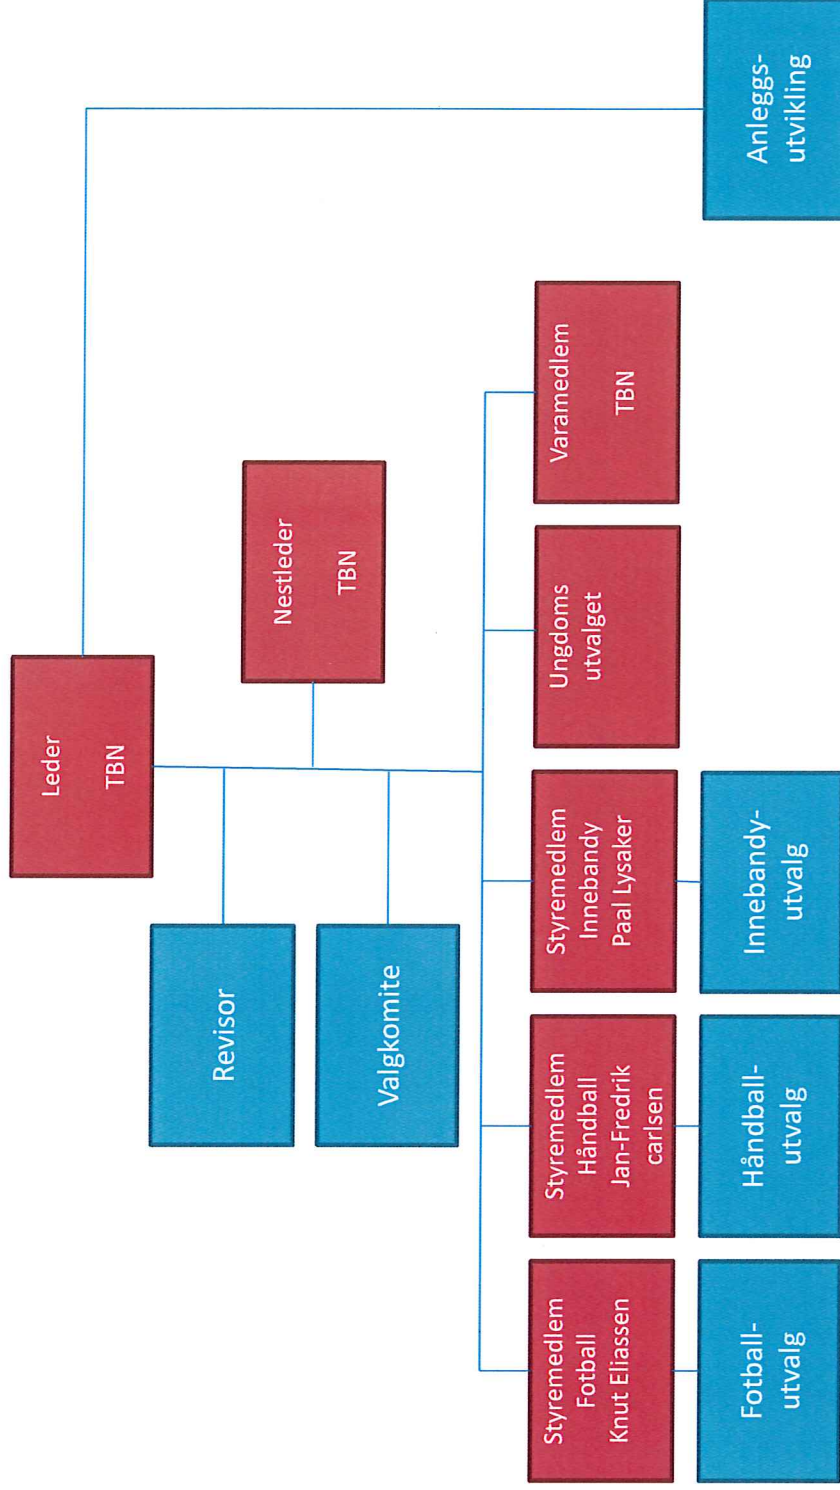 Leder
TBN
Nestleder
TBN
Revisor
Valgkomite
Styremedlem
Fotball
Knut Eliassen
Styremedlem
Håndball
Jan-Fredrik
carlsen
Styremedlem
Innebandy
Paal Lysaker
Ungdoms
utvalget
Varamedlem
TBN
Fotball-
utvalg
Håndball-
utvalg
Innebandy-
utvalg
Anleggs-
utvikling